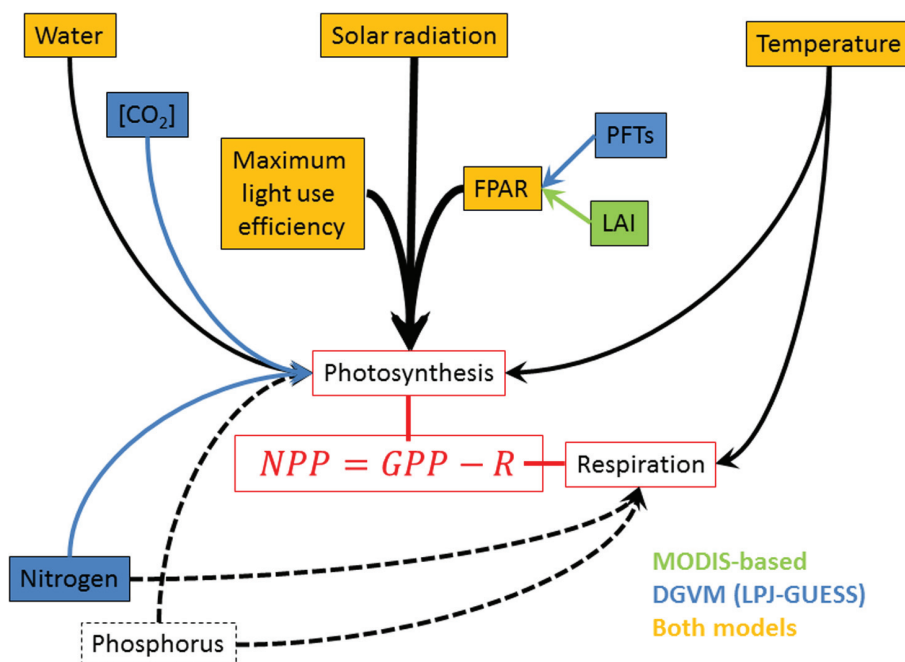 Water
Solar radiation
Temperature
[CO₂]
PFTs
Maximum
light use
efficiency
FPAR
LAI
Photosynthesis
NPP = GPP − R
Respiration
Nitrogen
Phosphorus
MODIS-based
DGVM (LPJ-GUESS)
Both models